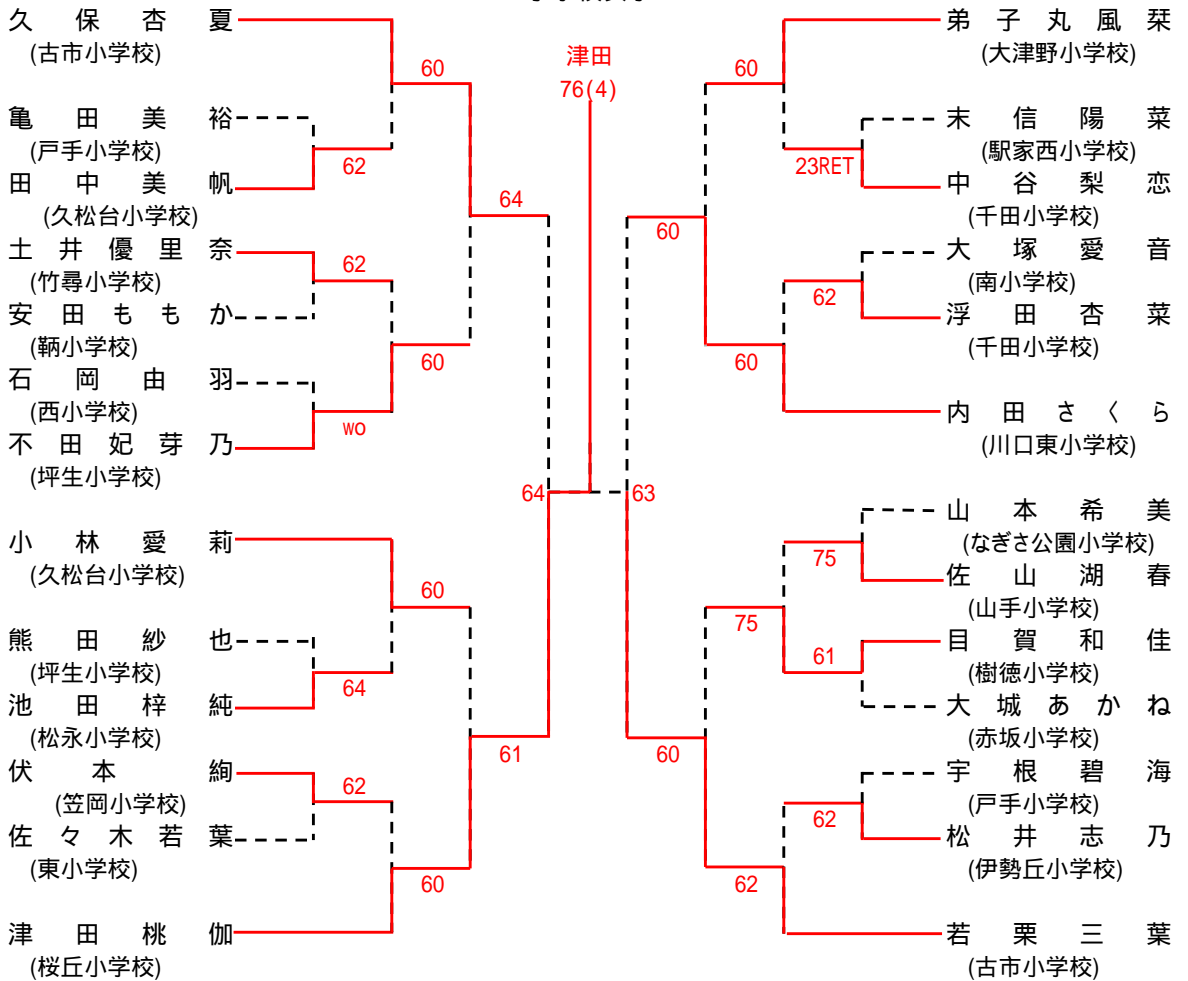 久保杏夏
(古市小学校)
60
亀田美裕
(戸手小学校)
62
田中美帆
(久松台小学校)
64
土井優里奈
(竹尋小学校)
62
安田ももか
(鞆小学校)
60
石岡由羽
(西小学校)
wo
不田妃芽乃
(坪生小学校)
64
小林愛莉
(久松台小学校)
60
熊田紗也
(坪生小学校)
64
池田梓純
(松永小学校)
61
伏本絢
(笠岡小学校)
62
佐々木若葉
(東小学校)
60
津田桃伽
(桜丘小学校)
津田
76(4)
弟子丸風栞
(大津野小学校)
60
末信陽菜
(駅家西小学校)
23RET
中谷梨恋
(千田小学校)
60
大塚愛音
(南小学校)
62
浮田杏菜
(千田小学校)
60
内田さくら
(川口東小学校)
63
山本希美
(なぎさ公園小学校)
75
佐山湖春
(山手小学校)
75
目賀和佳
(樹徳小学校)
61
大城あかね
(赤坂小学校)
60
宇根碧海
(戸手小学校)
62
松井志乃
(伊勢丘小学校)
62
若栗三葉
(古市小学校)